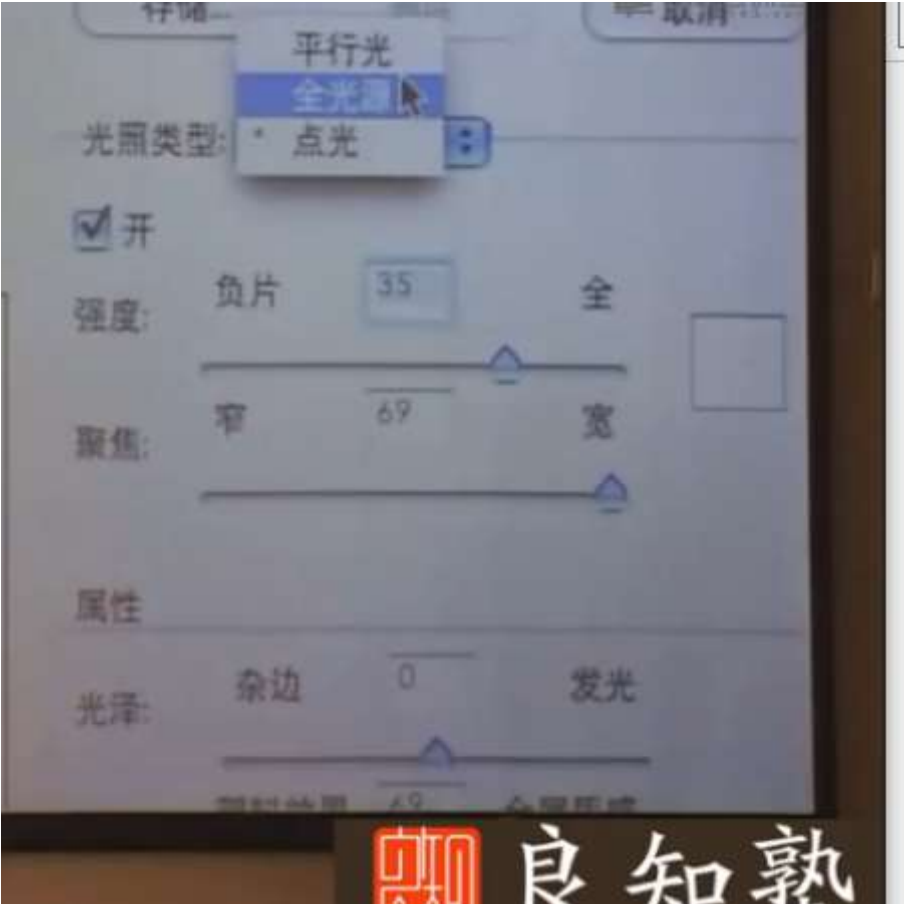 存储... 取消
平行光
全光源
光照类型: 点光
开
负片 35 全
强度:
窄 69 宽
聚焦:
属性
杂边 0 发光
光泽:
69
良知塾